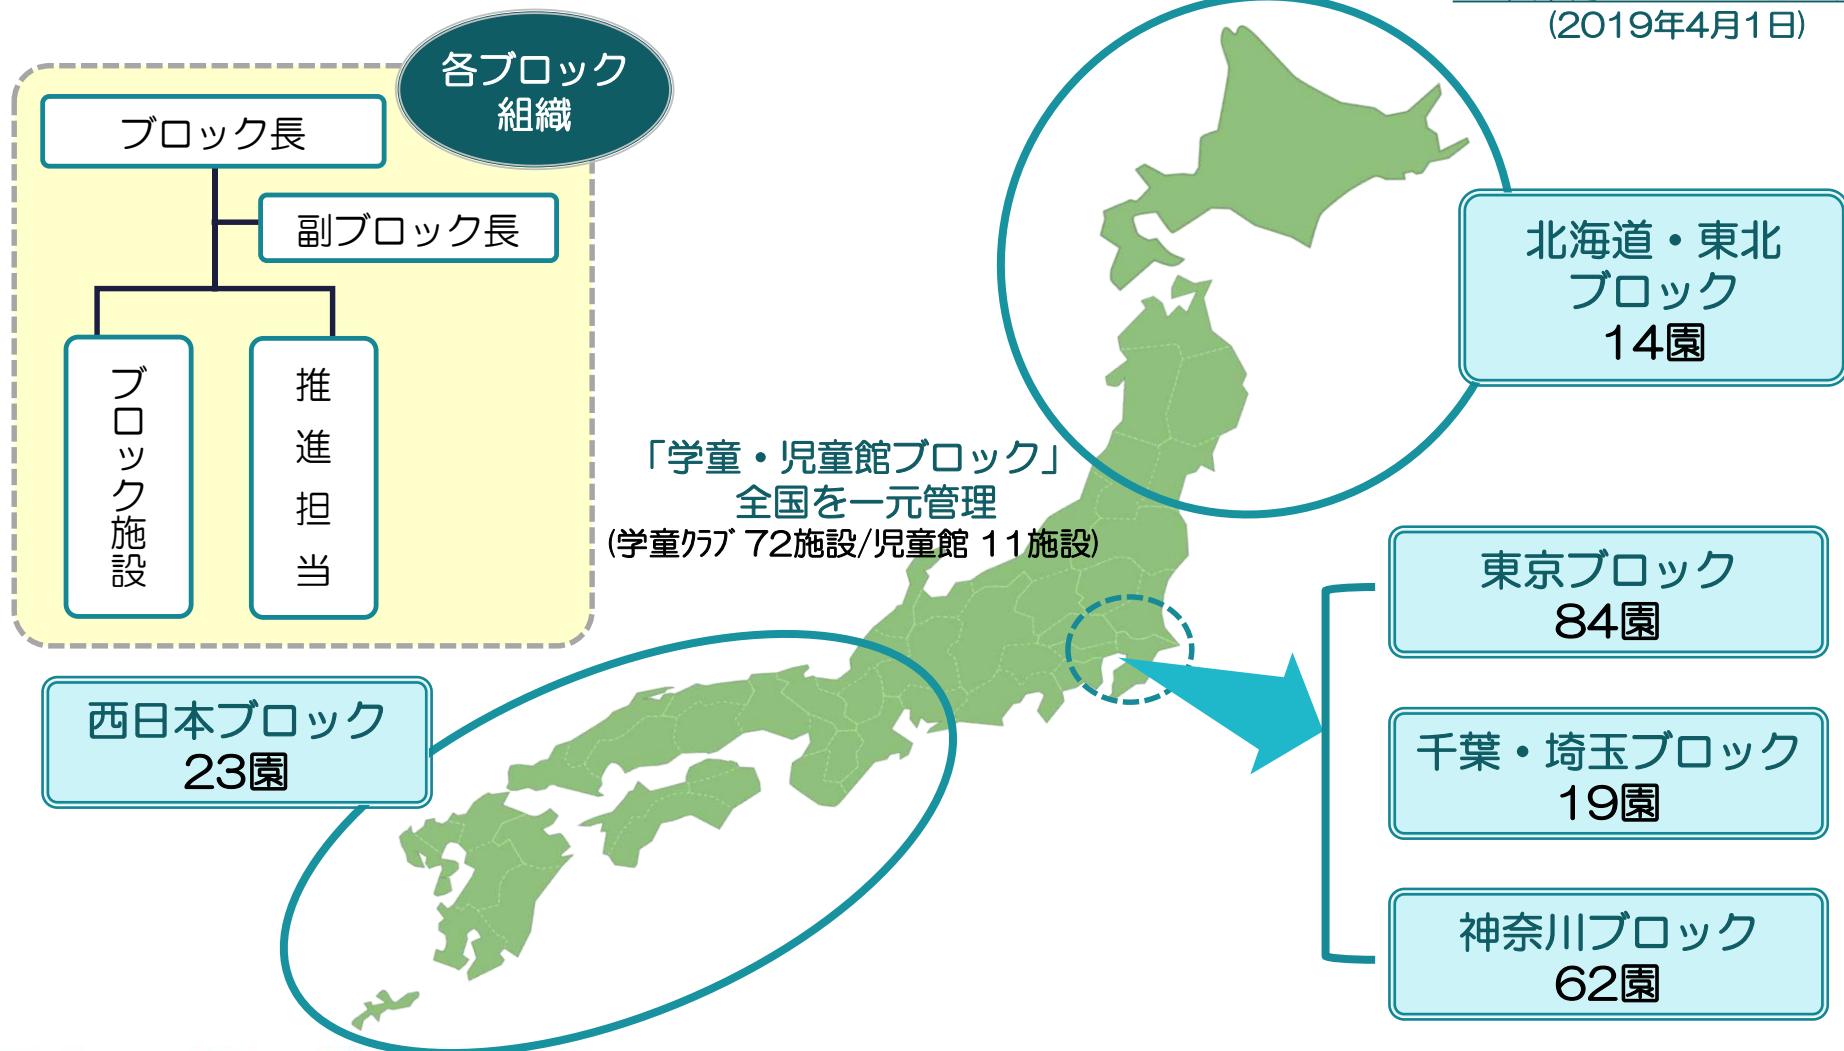 (2019年4月1日)
各ブロック
組織
ブロック長
副ブロック長
ブロック施設
推進担当
北海道・東北
ブロック
14園
「学童・児童館ブロック」
全国を一元管理
(学童ｸﾗﾌﾞ 72施設/児童館 11施設)
東京ブロック
84園
西日本ブロック
23園
千葉・埼玉ブロック
19園
神奈川ブロック
62園